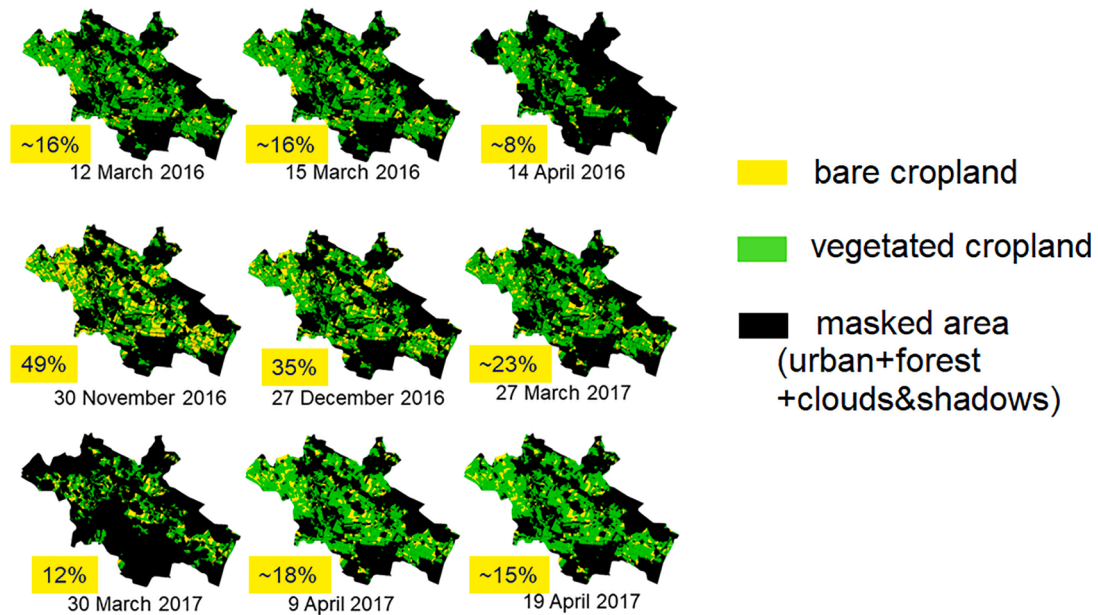 ~16%
12 March 2016
~16%
15 March 2016
~8%
14 April 2016
49%
30 November 2016
35%
27 December 2016
~23%
27 March 2017
12%
30 March 2017
~18%
9 April 2017
~15%
19 April 2017
bare cropland
vegetated cropland
masked area
(urban+forest
+clouds&shadows)